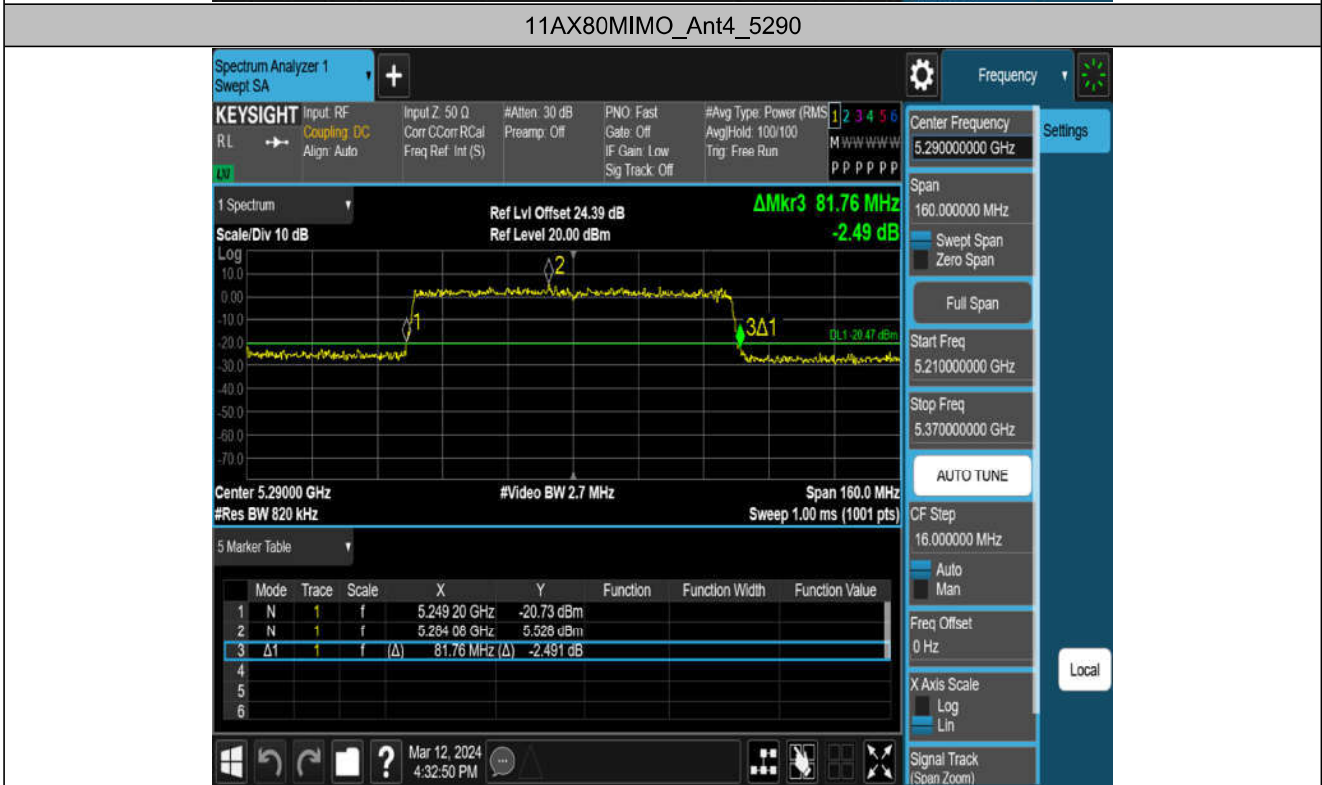 11AX80MIMO_Ant4_5290
Spectrum Analyzer 1
Swept SA
+
Frequency
KEYSIGHT
RL
LXI
Input: RF
Coupling: DC
Align: Auto
Input Z: 50 Ω
Corr CCorr RCal
Freq Ref: Int (S)
#Atten: 30 dB
Preamp: Off
PNO: Fast
Gate: Off
IF Gain: Low
Sig Track: Off
#Avg Type: Power (RMS
Avg|Hold: 100/100
Trig: Free Run
1 2 3 4 5 6
M W W W W W
P P P P P P
1 Spectrum
Scale/Div 10 dB
Ref Lvl Offset 24.39 dB
Ref Level 20.00 dBm
ΔMkr3 81.76 MHz
-2.49 dB
Log
10.0
0.00
-10.0
-20.0
-30.0
-40.0
-50.0
-60.0
-70.0
1
2
3Δ1
DL1 -20.47 dBm
Center 5.29000 GHz
#Video BW 2.7 MHz
Span 160.0 MHz
#Res BW 820 kHz
Sweep 1.00 ms (1001 pts)
5 Marker Table
Mode Trace Scale X Y Function Function Width Function Value
1 N 1 f 5.249 20 GHz -20.73 dBm
2 N 1 f 5.284 08 GHz 5.528 dBm
3 Δ1 1 f (Δ) 81.76 MHz (Δ) -2.491 dB
4
5
6
?
Mar 12, 2024
4:32:50 PM
Center Frequency
5.290000000 GHz
Settings
Span
160.000000 MHz
Swept Span
Zero Span
Full Span
Start Freq
5.210000000 GHz
Stop Freq
5.370000000 GHz
AUTO TUNE
CF Step
16.000000 MHz
Auto
Man
Freq Offset
0 Hz
Local
X Axis Scale
Log
Lin
Signal Track
(Span Zoom)